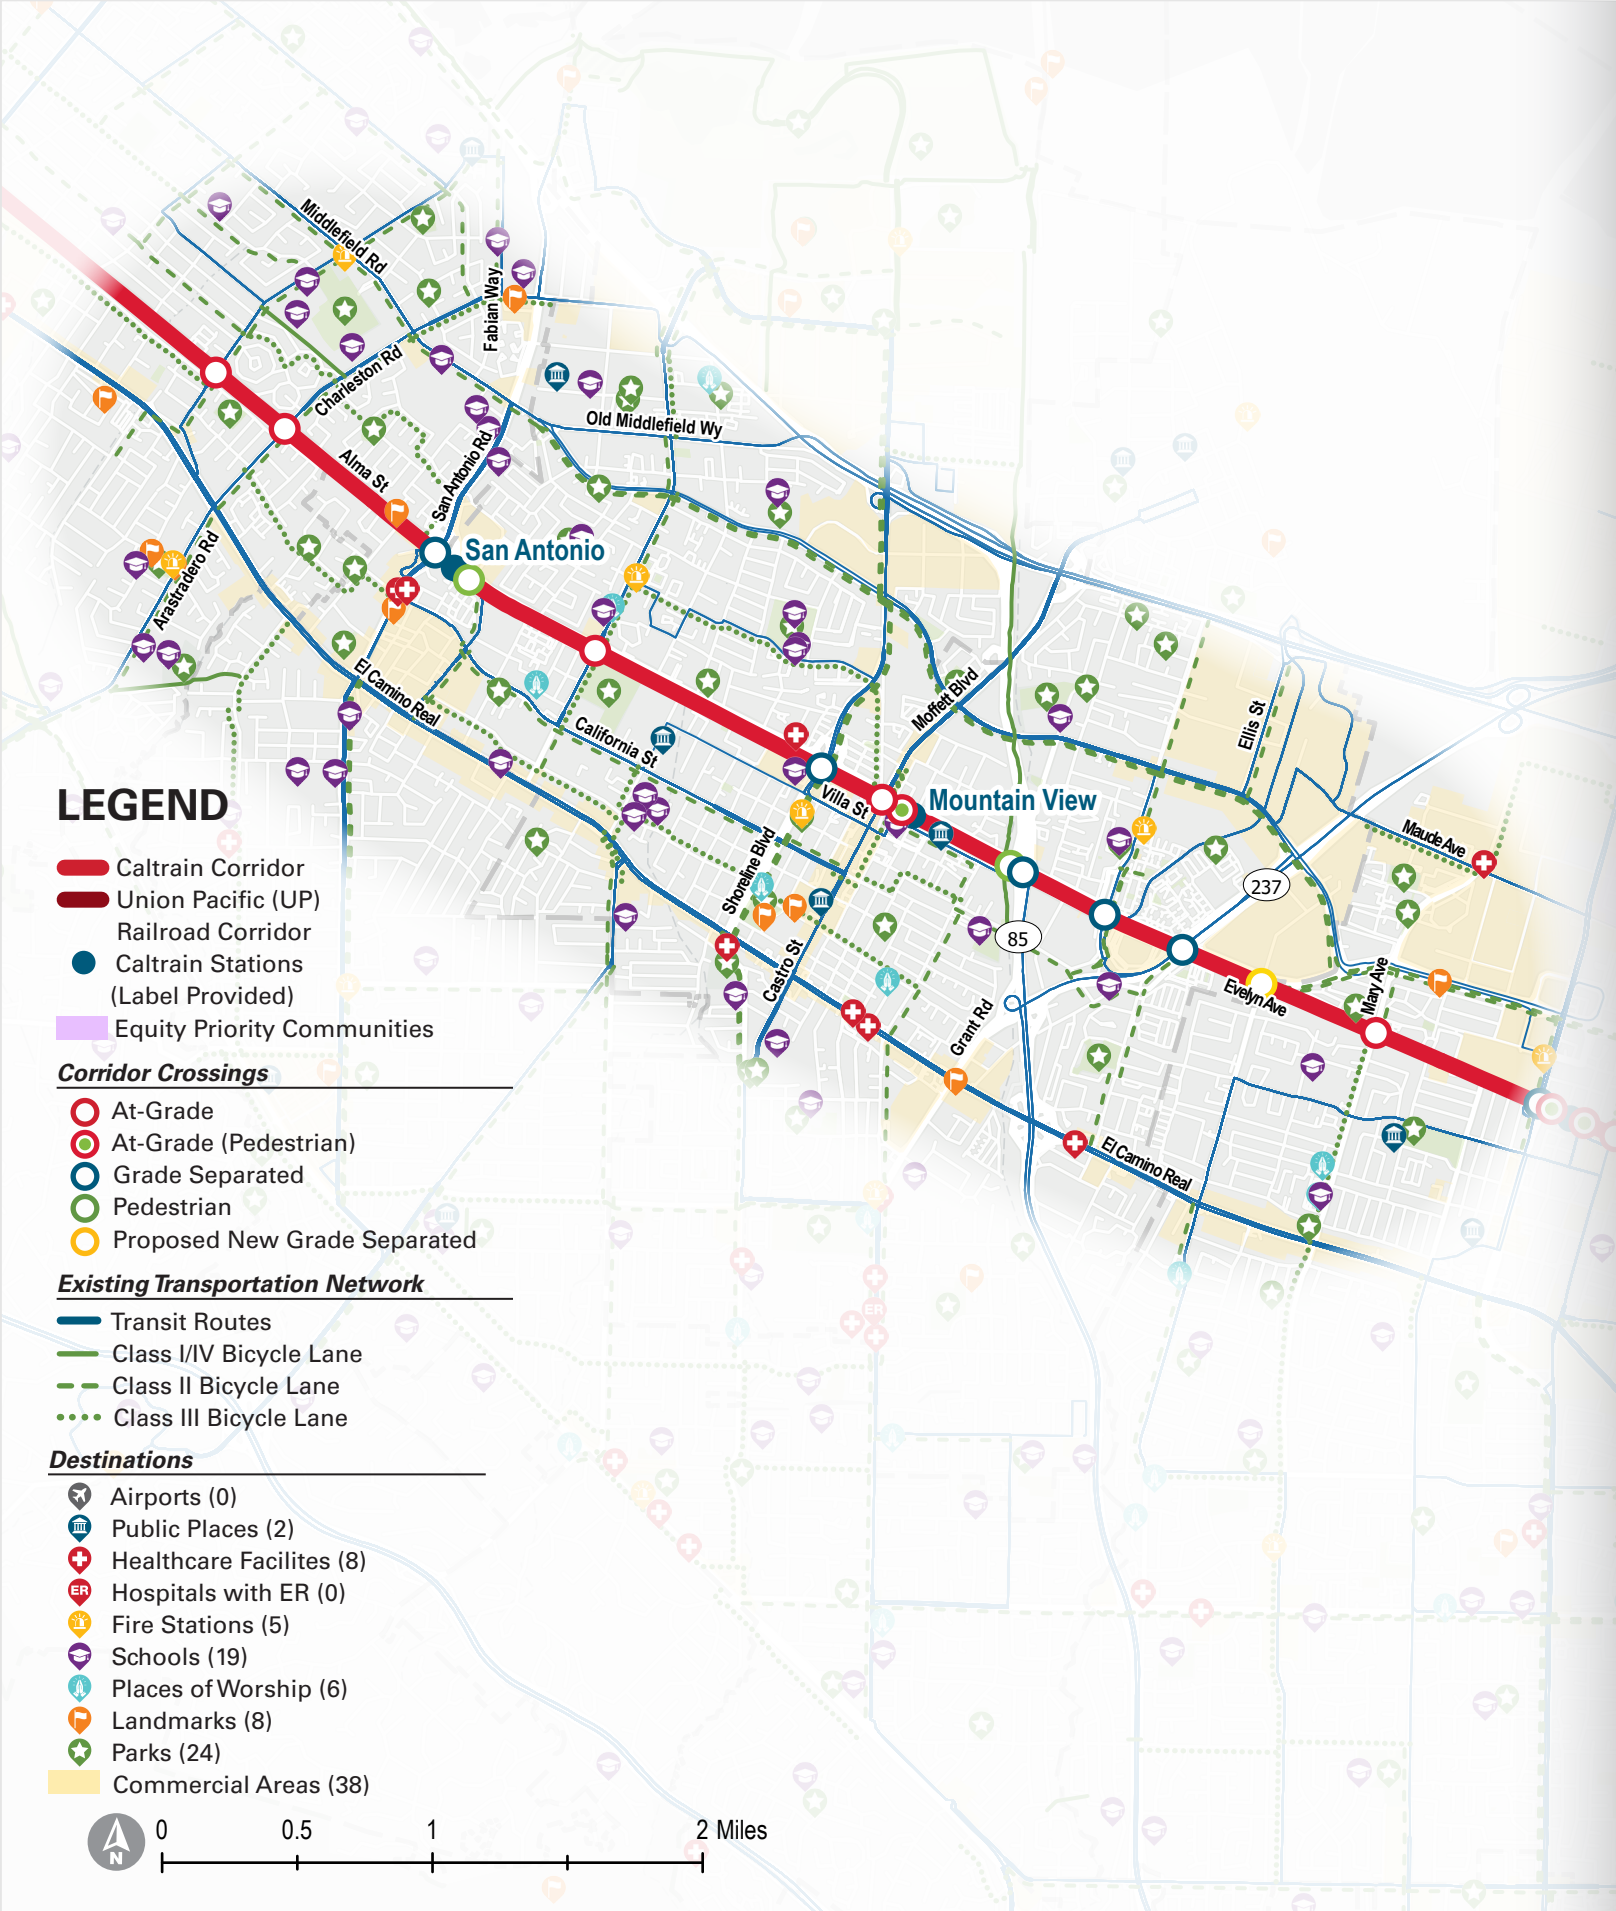 Middlefield Rd
Fabian Way
Charleston Rd
Old Middlefield Wy
San Antonio Rd
Alma St
San Antonio
Arastradero Rd
El Camino Real
Moffett Blvd
Ellis St
California St
Villa St
Mountain View
Maude Ave
Shoreline Blvd
237
85
Castro St
Mary Ave
Evelyn Ave
Grant Rd
El Camino Real
ER
LEGEND
Caltrain Corridor
Union Pacific (UP)
Railroad Corridor
Caltrain Stations
(Label Provided)
Equity Priority Communities
Corridor Crossings
At-Grade
At-Grade (Pedestrian)
Grade Separated
Pedestrian
Proposed New Grade Separated
Existing Transportation Network
Transit Routes
Class I/IV Bicycle Lane
Class II Bicycle Lane
Class III Bicycle Lane
Destinations
Airports (0)
Public Places (2)
Healthcare Facilites (8)
ER Hospitals with ER (0)
Fire Stations (5)
Schools (19)
Places of Worship (6)
Landmarks (8)
Parks (24)
Commercial Areas (38)
N
0 0.5 1 2 Miles